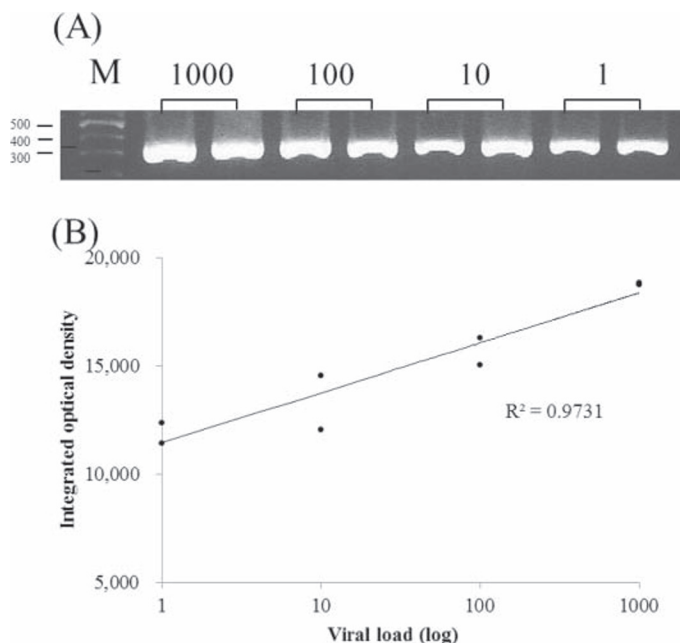 (A)
M 1000 100 10 1
500
400
300
(B)
20,000
15,000
10,000
5,000
Integrated optical density
R² = 0.9731
1 10 100 1000
Viral load (log)